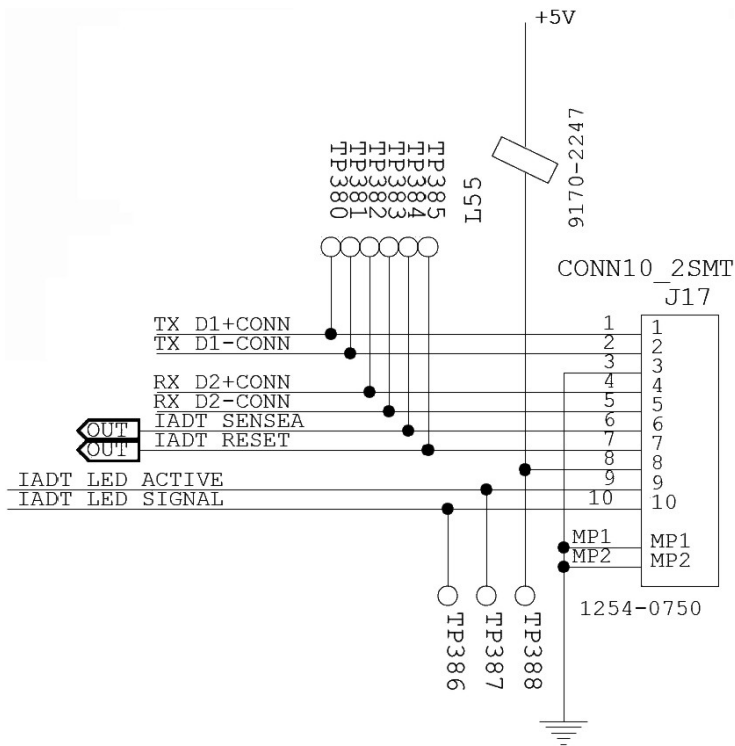 +5V
9170-2247
L55
TP380
TP381
TP382
TP383
TP384
TP385
CONN10_2SMT
J17
TX D1+CONN 1 1
TX D1-CONN 2 2
3 3
RX D2+CONN 4 4
RX D2-CONN 5 5
OUT IADT SENSEA 6 6
OUT IADT RESET 7 7
8 8
IADT LED ACTIVE 9 9
IADT LED SIGNAL 10 10
MP1 MP1
MP2 MP2
1254-0750
TP386
TP387
TP388